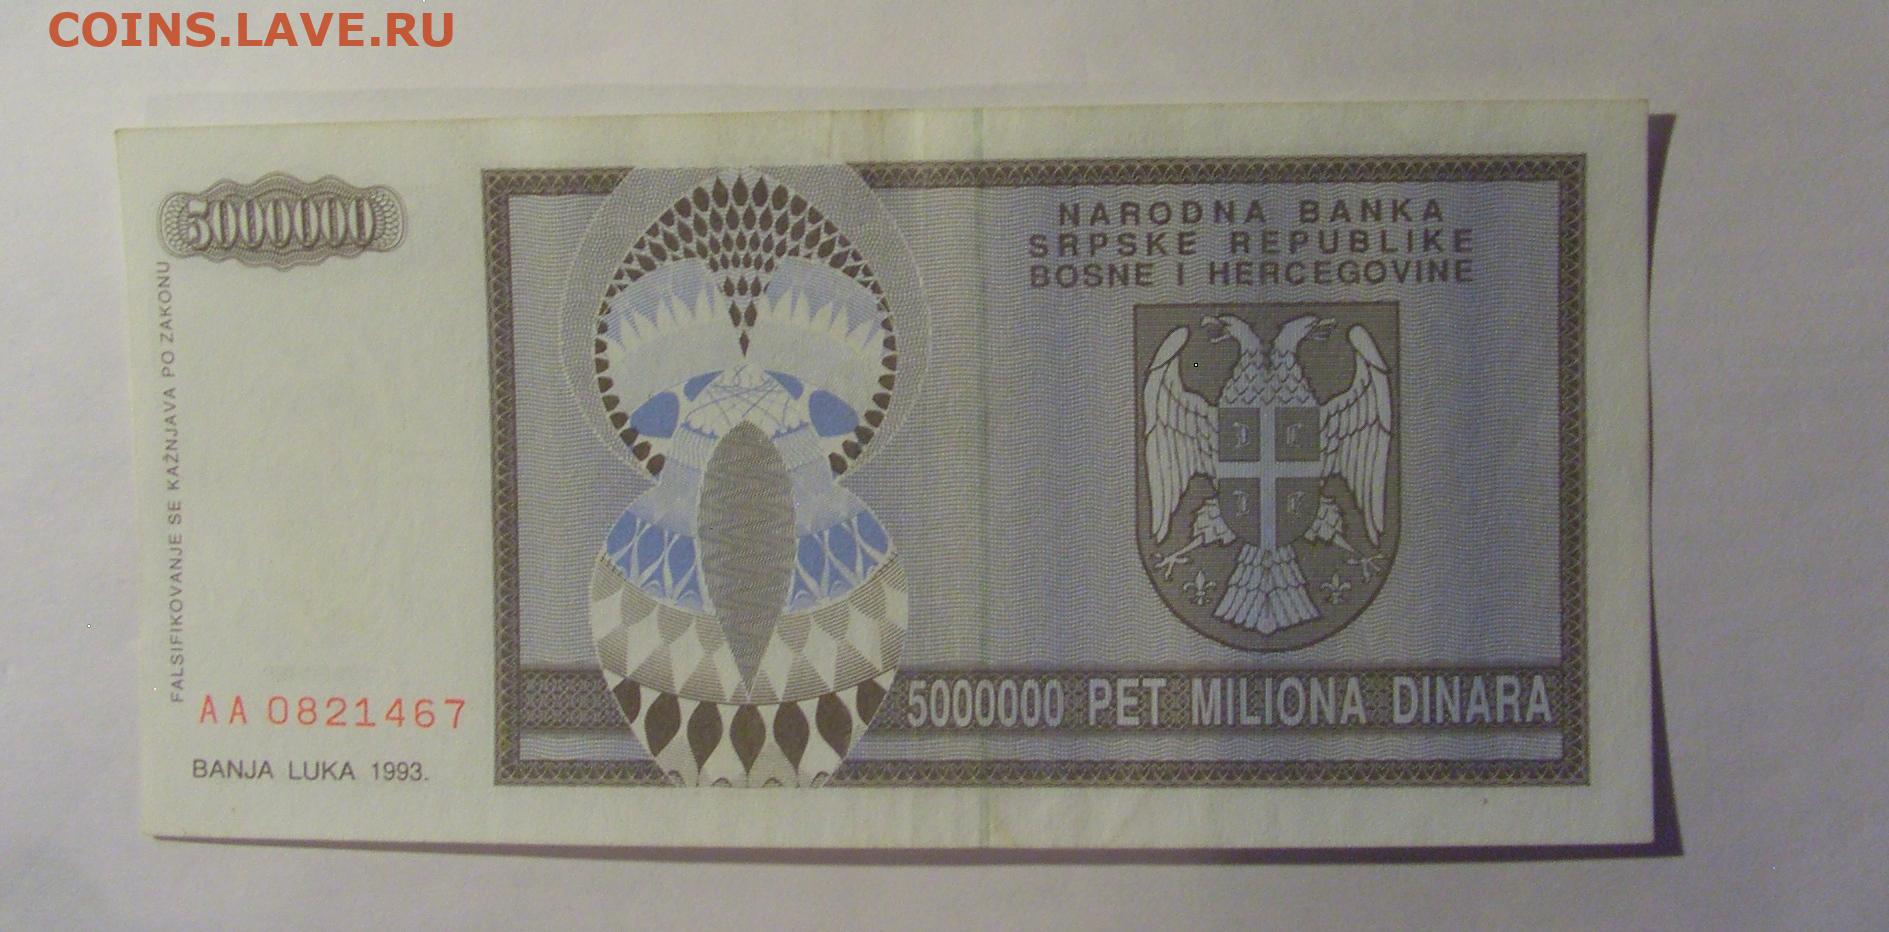 COINS.LAVE.RU
5000000
NARODNA BANKA
SRPSKE REPUBLIKE
BOSNE I HERCEGOVINE
FALSIFIKOVANJE SE KAŽNJAVA PO ZAKONU
5000000 PET MILIONA DINARA
AA 0821467
BANJA LUKA 1993.